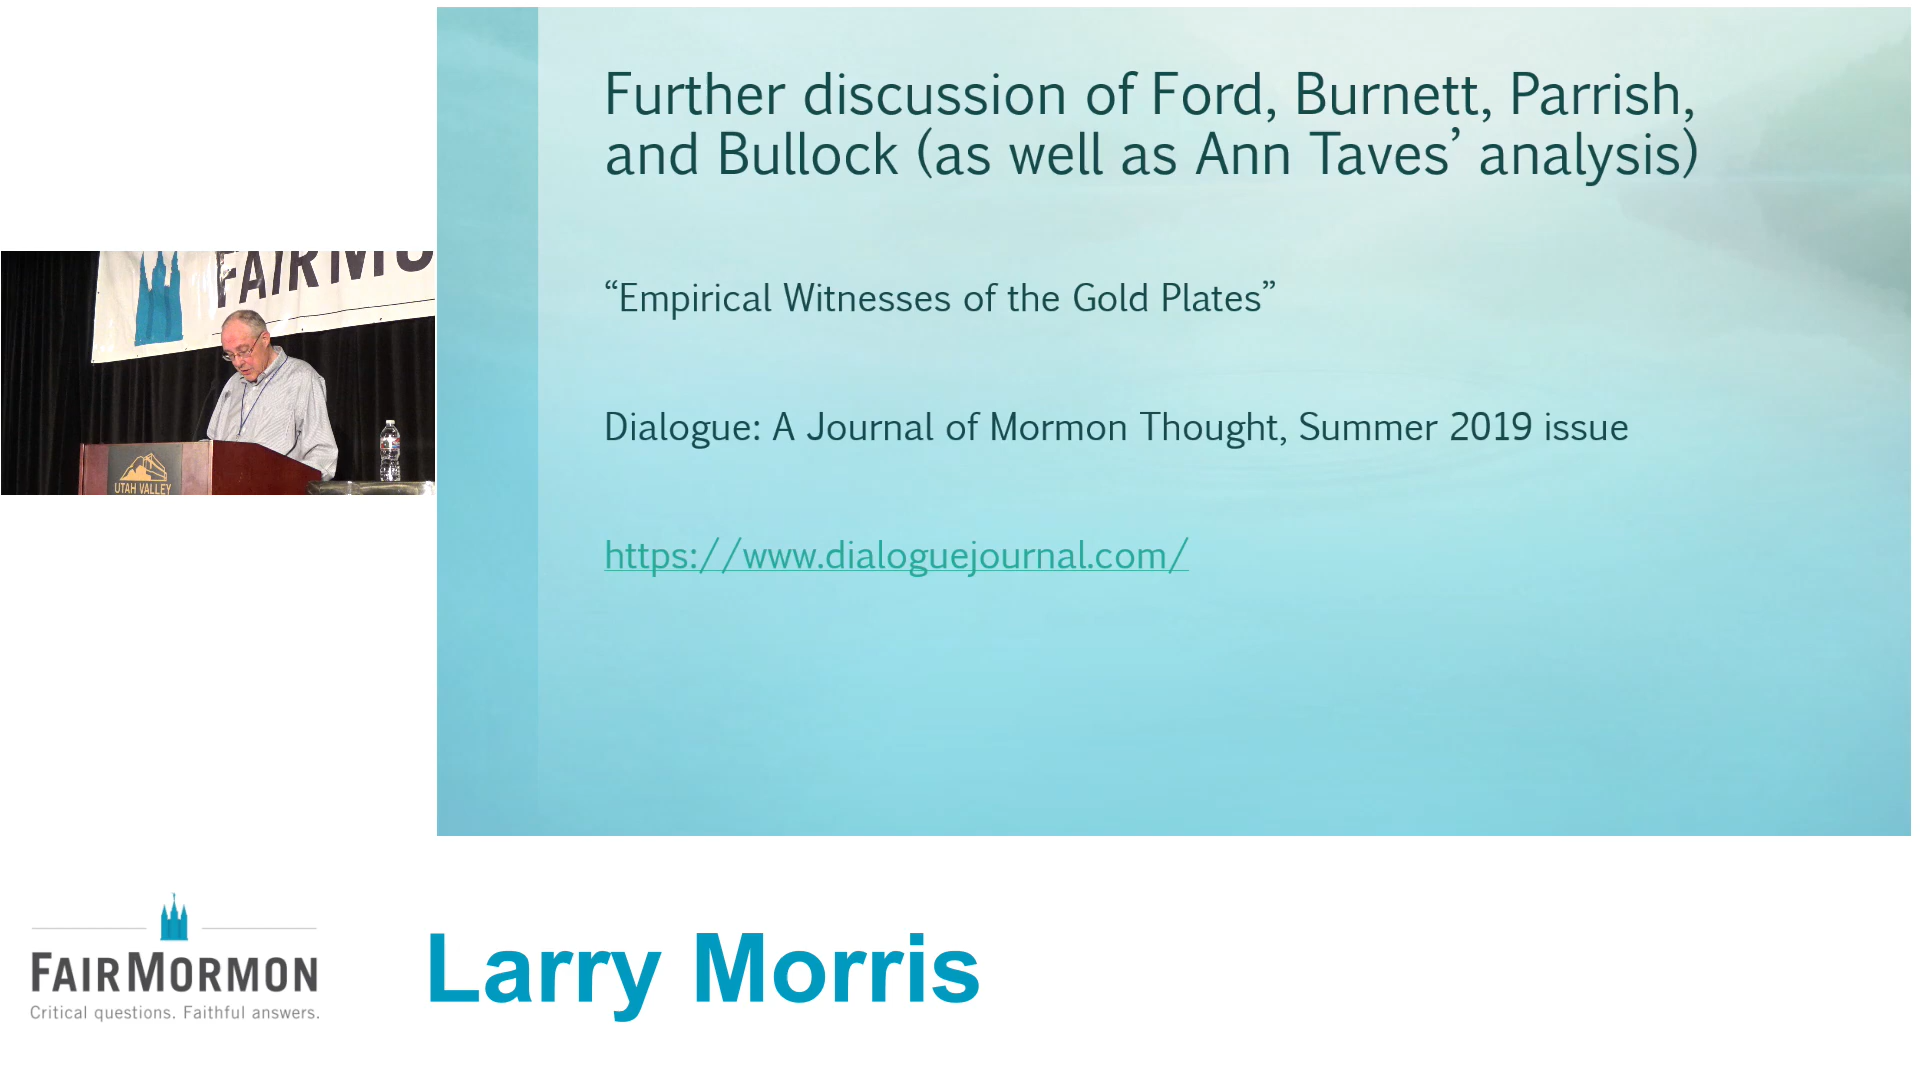 Further discussion of Ford, Burnett, Parrish,
and Bullock (as well as Ann Taves’ analysis)
“Empirical Witnesses of the Gold Plates”
Dialogue: A Journal of Mormon Thought, Summer 2019 issue
https://www.dialoguejournal.com/
FAIRMO
UTAH VALLEY
FAIRMORMON
Critical questions. Faithful answers.
Larry Morris